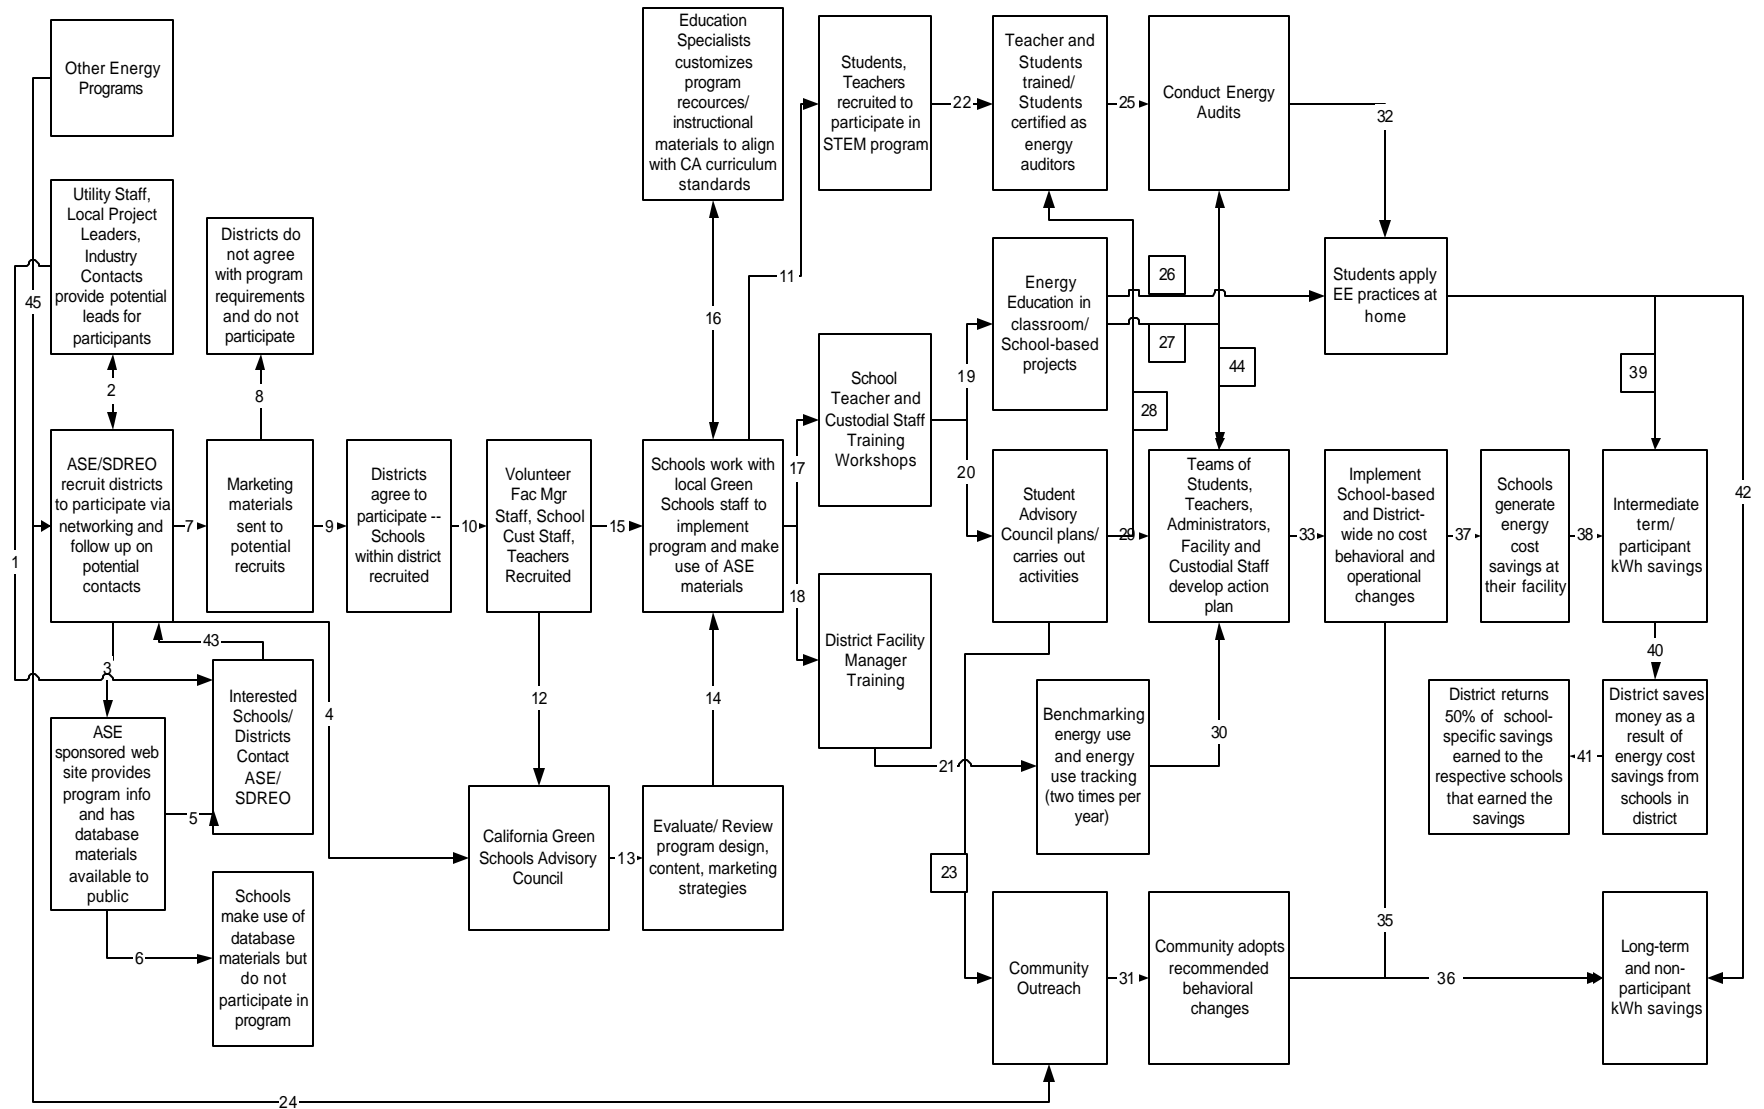 Other Energy
Programs
45
Utility Staff,
Local Project
Leaders,
Industry
Contacts
provide potential
leads for
participants
2
1
ASE/SDREO
recruit districts
to participate via
networking and
follow up on
potential
contacts
7
Districts do
not agree
with program
requirements
and do not
participate
8
Marketing
materials
sent to
potential
recruits
9
Districts
agree to
participate --
Schools
within district
recruited
10
Volunteer
Fac Mgr
Staff, School
Cust Staff,
Teachers
Recruited
15
12
3
43
4
Interested
Schools/
Districts
Contact
ASE/
SDREO
ASE
sponsored web
site provides
program info
and has
database
materials
available to
public
5
6
Schools
make use of
database
materials but
do not
participate in
program
24
California Green
Schools Advisory
Council
13
Evaluate/ Review
program design,
content, marketing
strategies
14
Education
Specialists
customizes
program
recources/
instructional
materials to align
with CA curriculum
standards
16
11
Schools work with
local Green
Schools staff to
implement
program and make
use of ASE
materials
17
18
Students,
Teachers
recruited to
participate in
STEM program
22
Teacher and
Students
trained/
Students
certified as
energy
auditors
25
Conduct Energy
Audits
32
School
Teacher and
Custodial Staff
Training
Workshops
19
20
Energy
Education in
classroom/
School-based
projects
26
27
44
28
Students apply
EE practices at
home
39
42
Student
Advisory
Council plans/
carries out
activities
29
Teams of
Students,
Teachers,
Administrators,
Facility and
Custodial Staff
develop action
plan
33
Implement
School-based
and District-
wide no cost
behavioral and
operational
changes
37
Schools
generate
energy
cost
savings at
their facility
38
Intermediate
term/
participant
kWh savings
40
District Facility
Manager
Training
21
Benchmarking
energy use
and energy
use tracking
(two times per
year)
30
District returns
50% of school-
specific savings
earned to the
respective schools
that earned the
savings
41
District saves
money as a
result of
energy cost
savings from
schools in
district
23
Community
Outreach
31
Community adopts
recommended
behavioral
changes
35
36
Long-term
and non-
participant
kWh savings